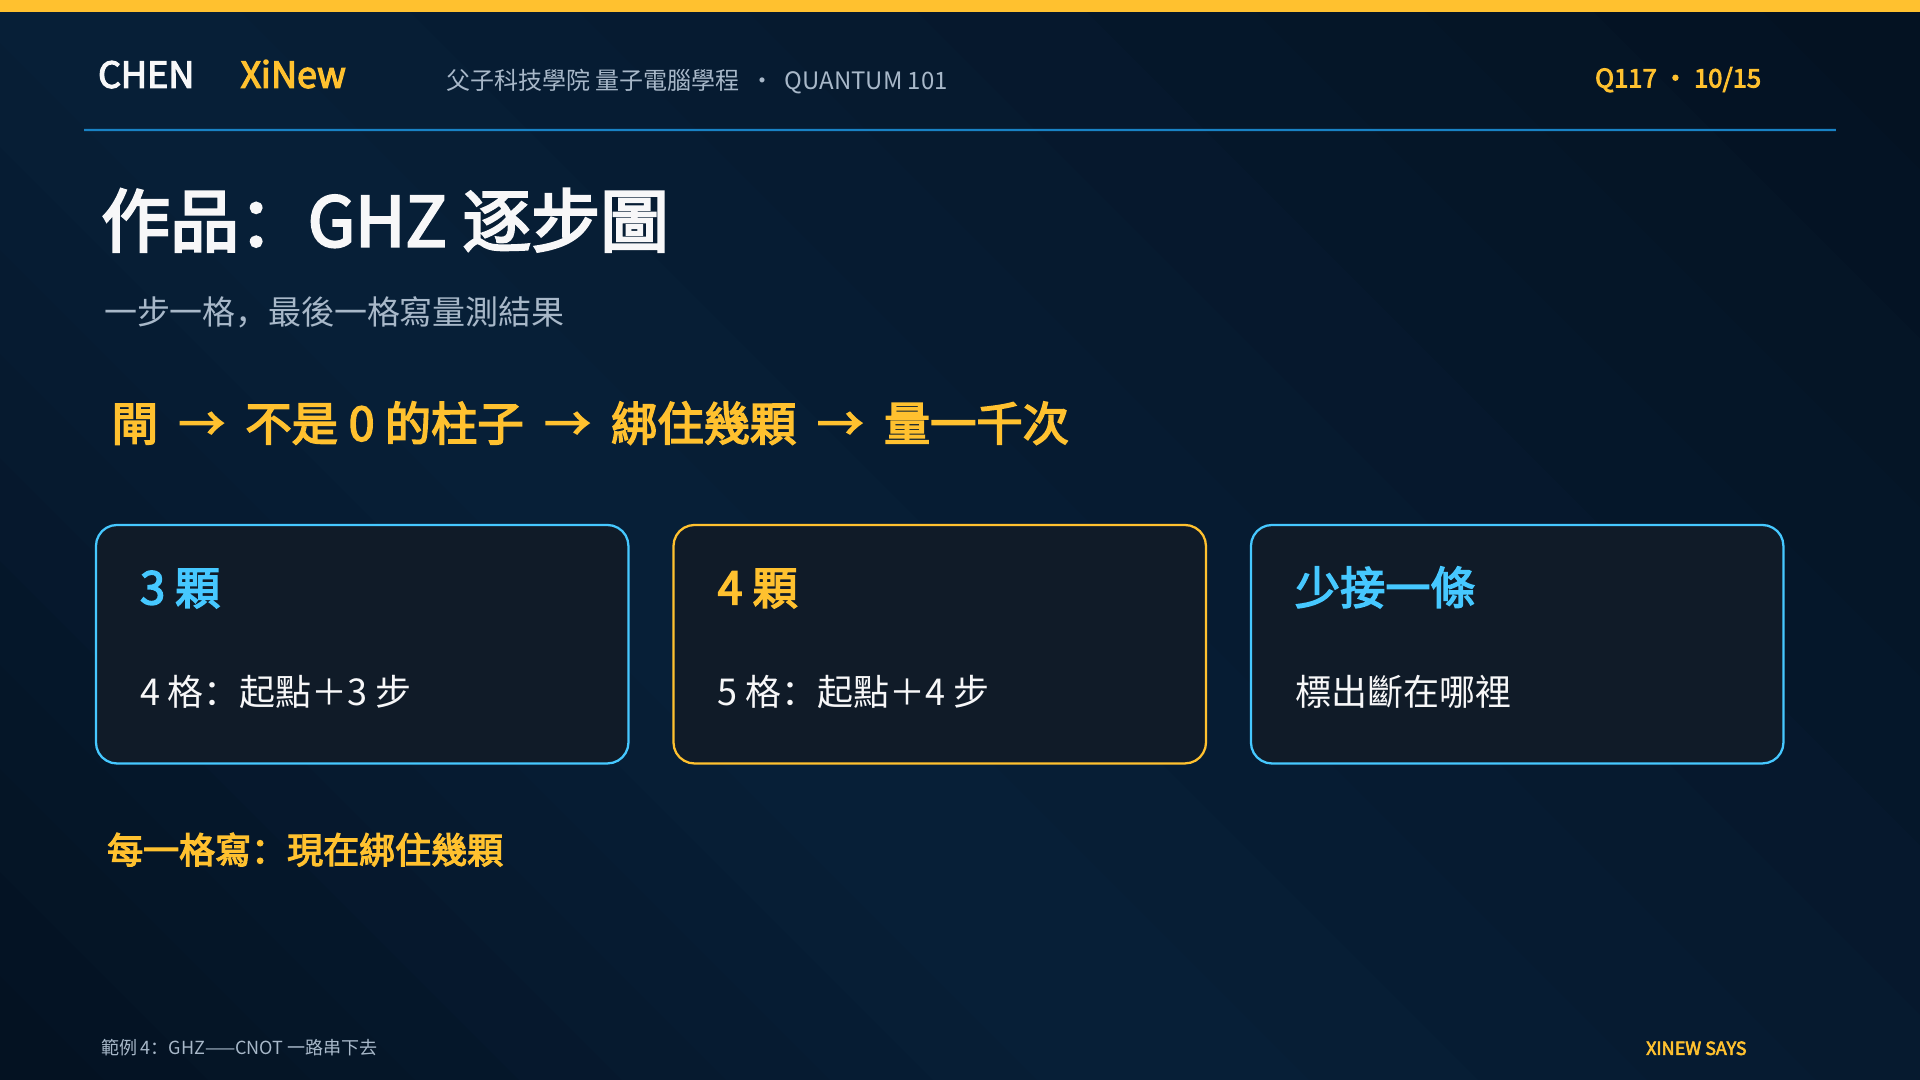 CHEN XiNew 父子科技學院 量子電腦學程 • QUANTUM 101 Q117 • 10/15
作品：GHZ 逐步圖
一步一格，最後一格寫量測結果
閘 → 不是 0 的柱子 → 綁住幾顆 → 量一千次
3 顆
4 格：起點＋3 步
4 顆
5 格：起點＋4 步
少接一條
標出斷在哪裡
每一格寫：現在綁住幾顆
範例 4：GHZ——CNOT 一路串下去
XINEW SAYS